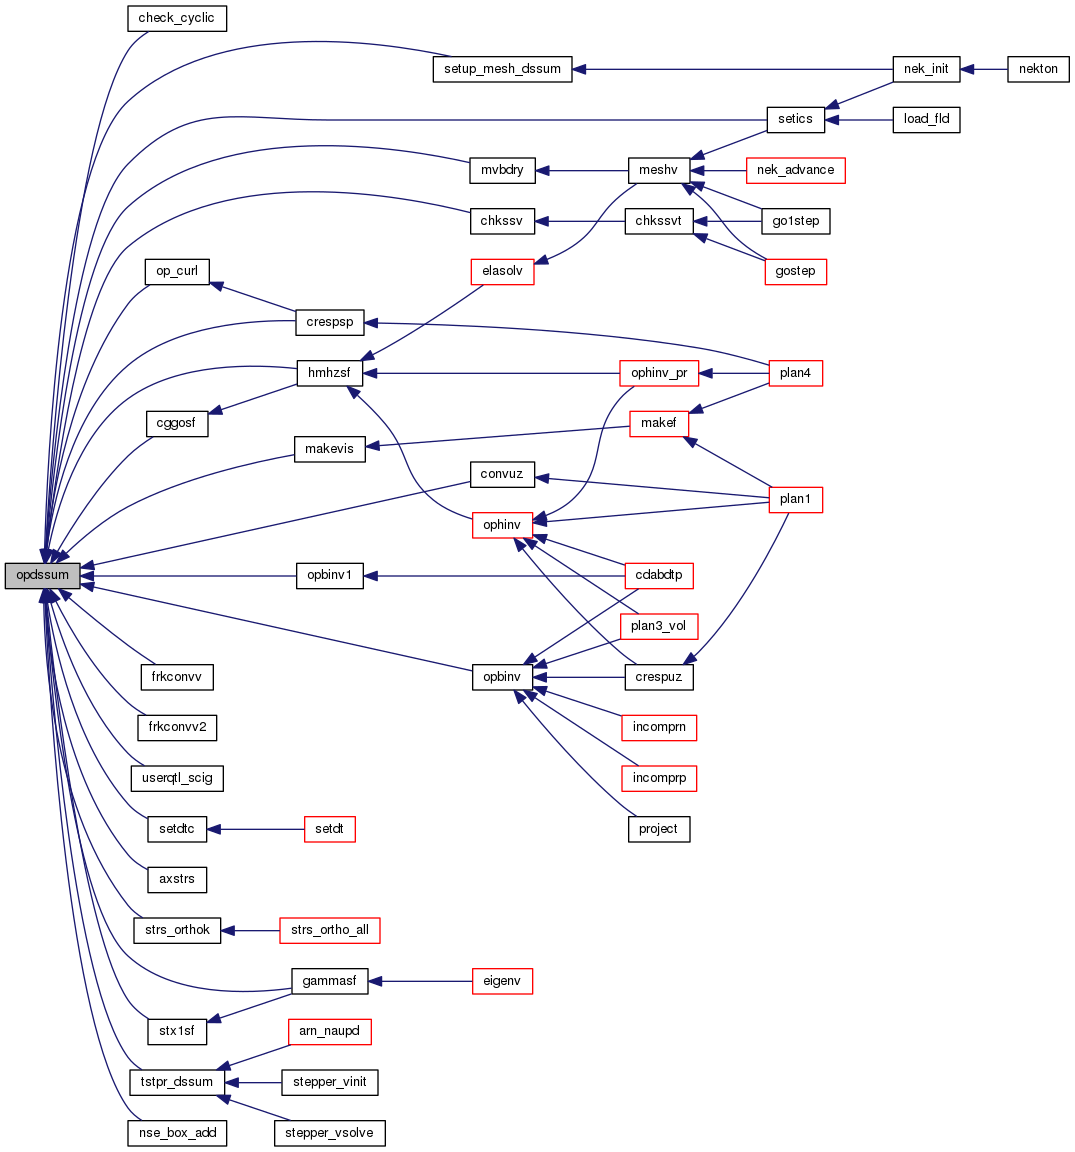 check_cyclic
setup_mesh_dssum
nek_init
nekton
setics
load_fld
mvbdry
meshv
nek_advance
chkssv
chkssvt
go1step
op_curl
elasolv
gostep
crespsp
hmhzsf
ophinv_pr
plan4
cggosf
makef
makevis
convuz
plan1
ophinv
opdssum
opbinv1
cdabdtp
plan3_vol
frkconvv
opbinv
crespuz
frkconvv2
incomprn
userqtl_scig
incomprp
setdtc
setdt
project
axstrs
strs_orthok
strs_ortho_all
gammasf
eigenv
stx1sf
arn_naupd
tstpr_dssum
stepper_vinit
nse_box_add
stepper_vsolve